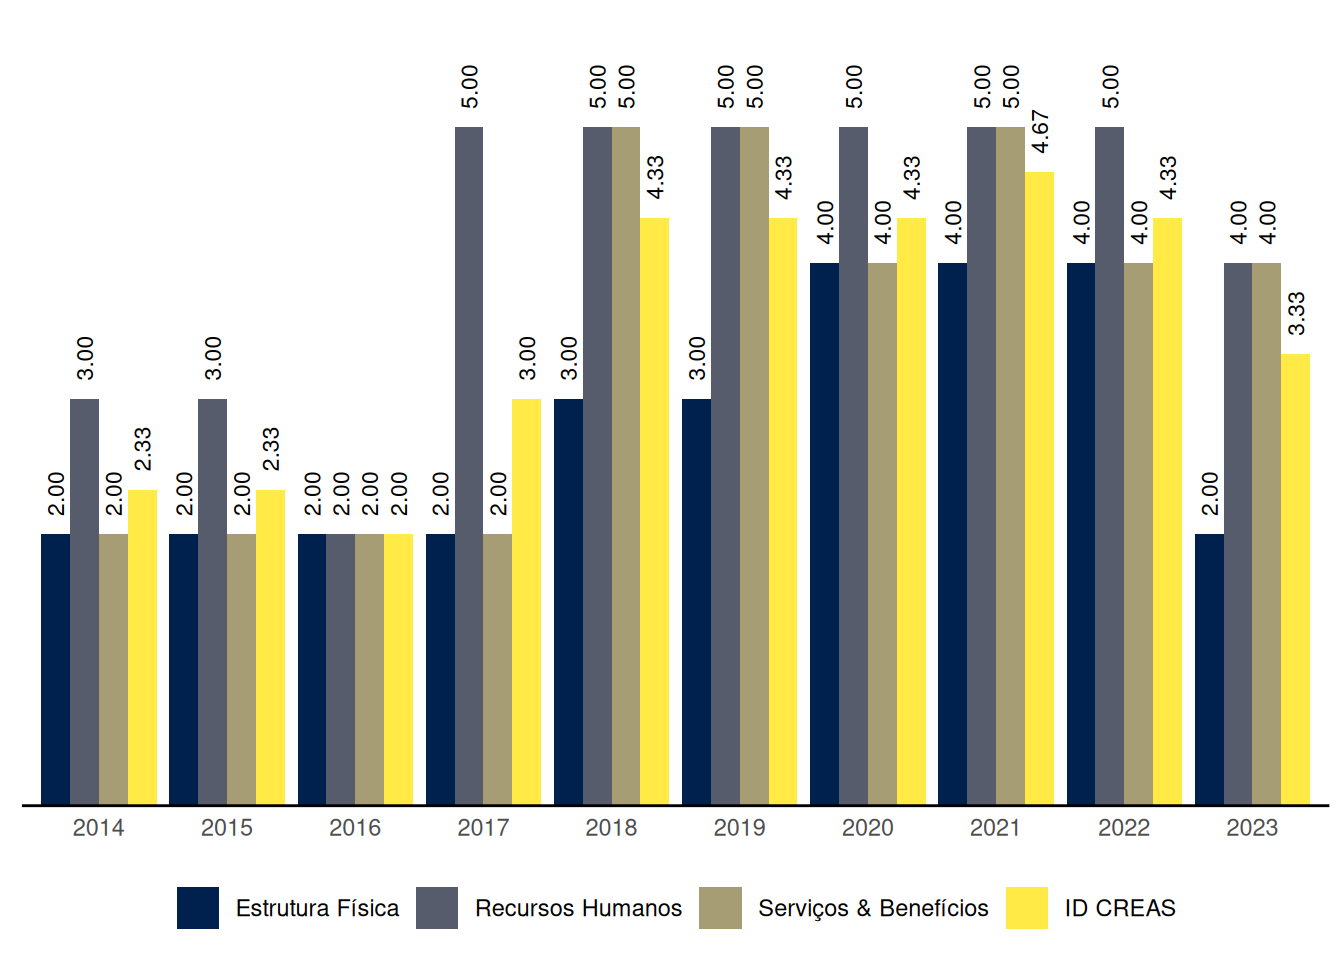 2.00 3.00 2.00 2.33 2.00 3.00 2.00 2.33 2.00 2.00 2.00 2.00 2.00 5.00 2.00 3.00 3.00 5.00 5.00 4.33 3.00 5.00 5.00 4.33 4.00 5.00 4.00 4.33 4.00 5.00 5.00 4.67 4.00 5.00 4.00 4.33 2.00 4.00 4.00 3.33
2014 2015 2016 2017 2018 2019 2020 2021 2022 2023
Estrutura Física Recursos Humanos Serviços & Benefícios ID CREAS